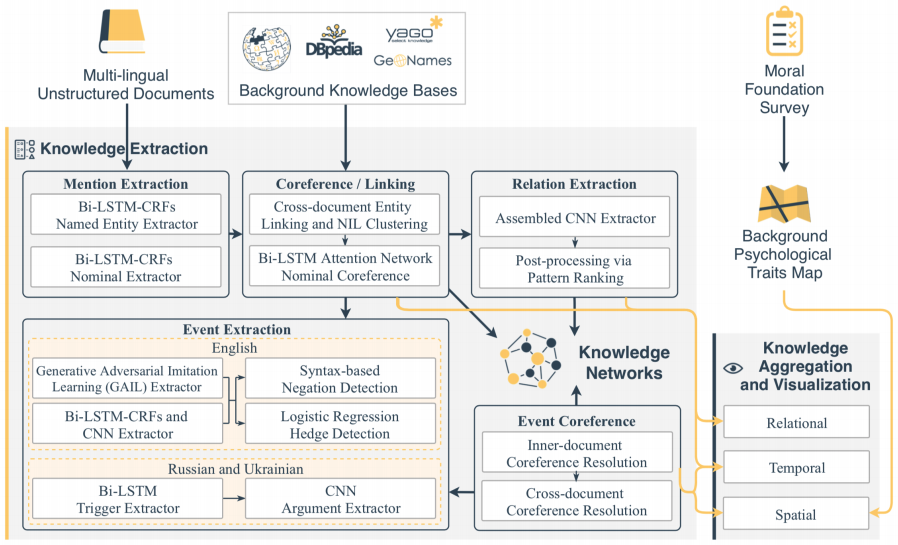 Multi-lingual
Unstructured Documents
DBpedia
yago
select knowledge
GeoNames
Background Knowledge Bases
Moral
Foundation
Survey
Background
Psychological
Traits Map
Knowledge Extraction
Mention Extraction
Bi-LSTM-CRFs
Named Entity Extractor
Bi-LSTM-CRFs
Nominal Extractor
Coreference / Linking
Cross-document Entity
Linking and NIL Clustering
Bi-LSTM Attention Network
Nominal Coreference
Relation Extraction
Assembled CNN Extractor
Post-processing via
Pattern Ranking
Event Extraction
English
Generative Adversarial Imitation
Learning (GAIL) Extractor
Bi-LSTM-CRFs and
CNN Extractor
Syntax-based
Negation Detection
Logistic Regression
Hedge Detection
Russian and Ukrainian
Bi-LSTM
Trigger Extractor
CNN
Argument Extractor
Knowledge
Networks
Event Coreference
Inner-document
Coreference Resolution
Cross-document
Coreference Resolution
Knowledge
Aggregation
and Visualization
Relational
Temporal
Spatial